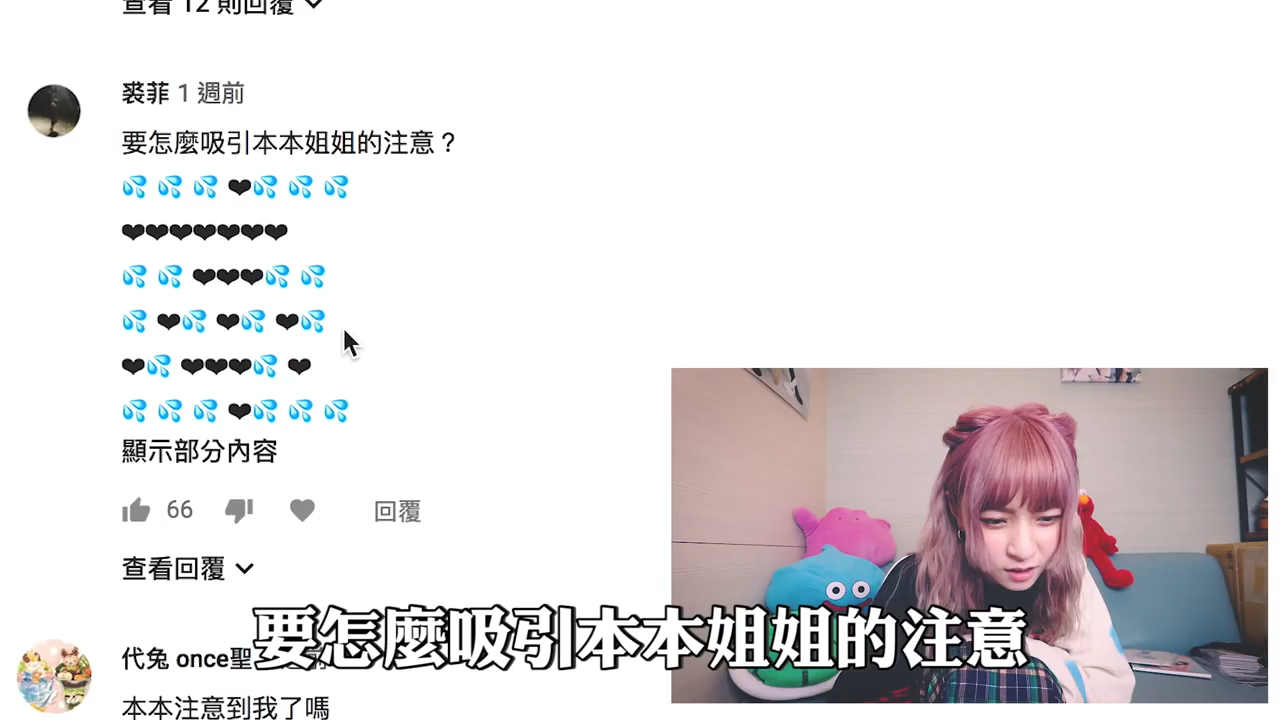 查看 12 則回覆
裘菲 1 週前
要怎麼吸引本本姐姐的注意？
💦 💦 💦 ❤💦 💦 💦
❤❤❤❤❤❤❤
💦 💦 ❤❤❤💦 💦
💦 ❤💦 ❤💦 ❤💦
❤💦 ❤❤❤💦 ❤
💦 💦 💦 ❤💦 💦 💦
顯示部分內容
66 回覆
查看回覆
要怎麼吸引本本姐姐的注意
代兔 once聖
本本注意到我了嗎